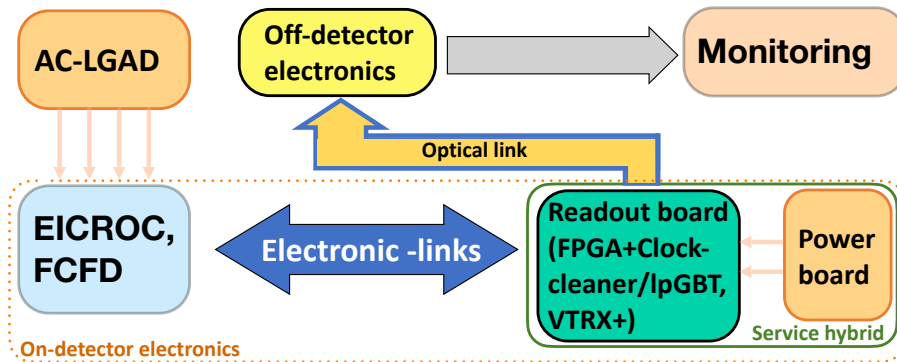 AC-LGAD
Off-detector
electronics
Monitoring
Optical link
EICROC,
FCFD
Electronic -links
Readout board
(FPGA+Clock-
cleaner/lpGBT,
VTRX+)
Power
board
Service hybrid
On-detector electronics